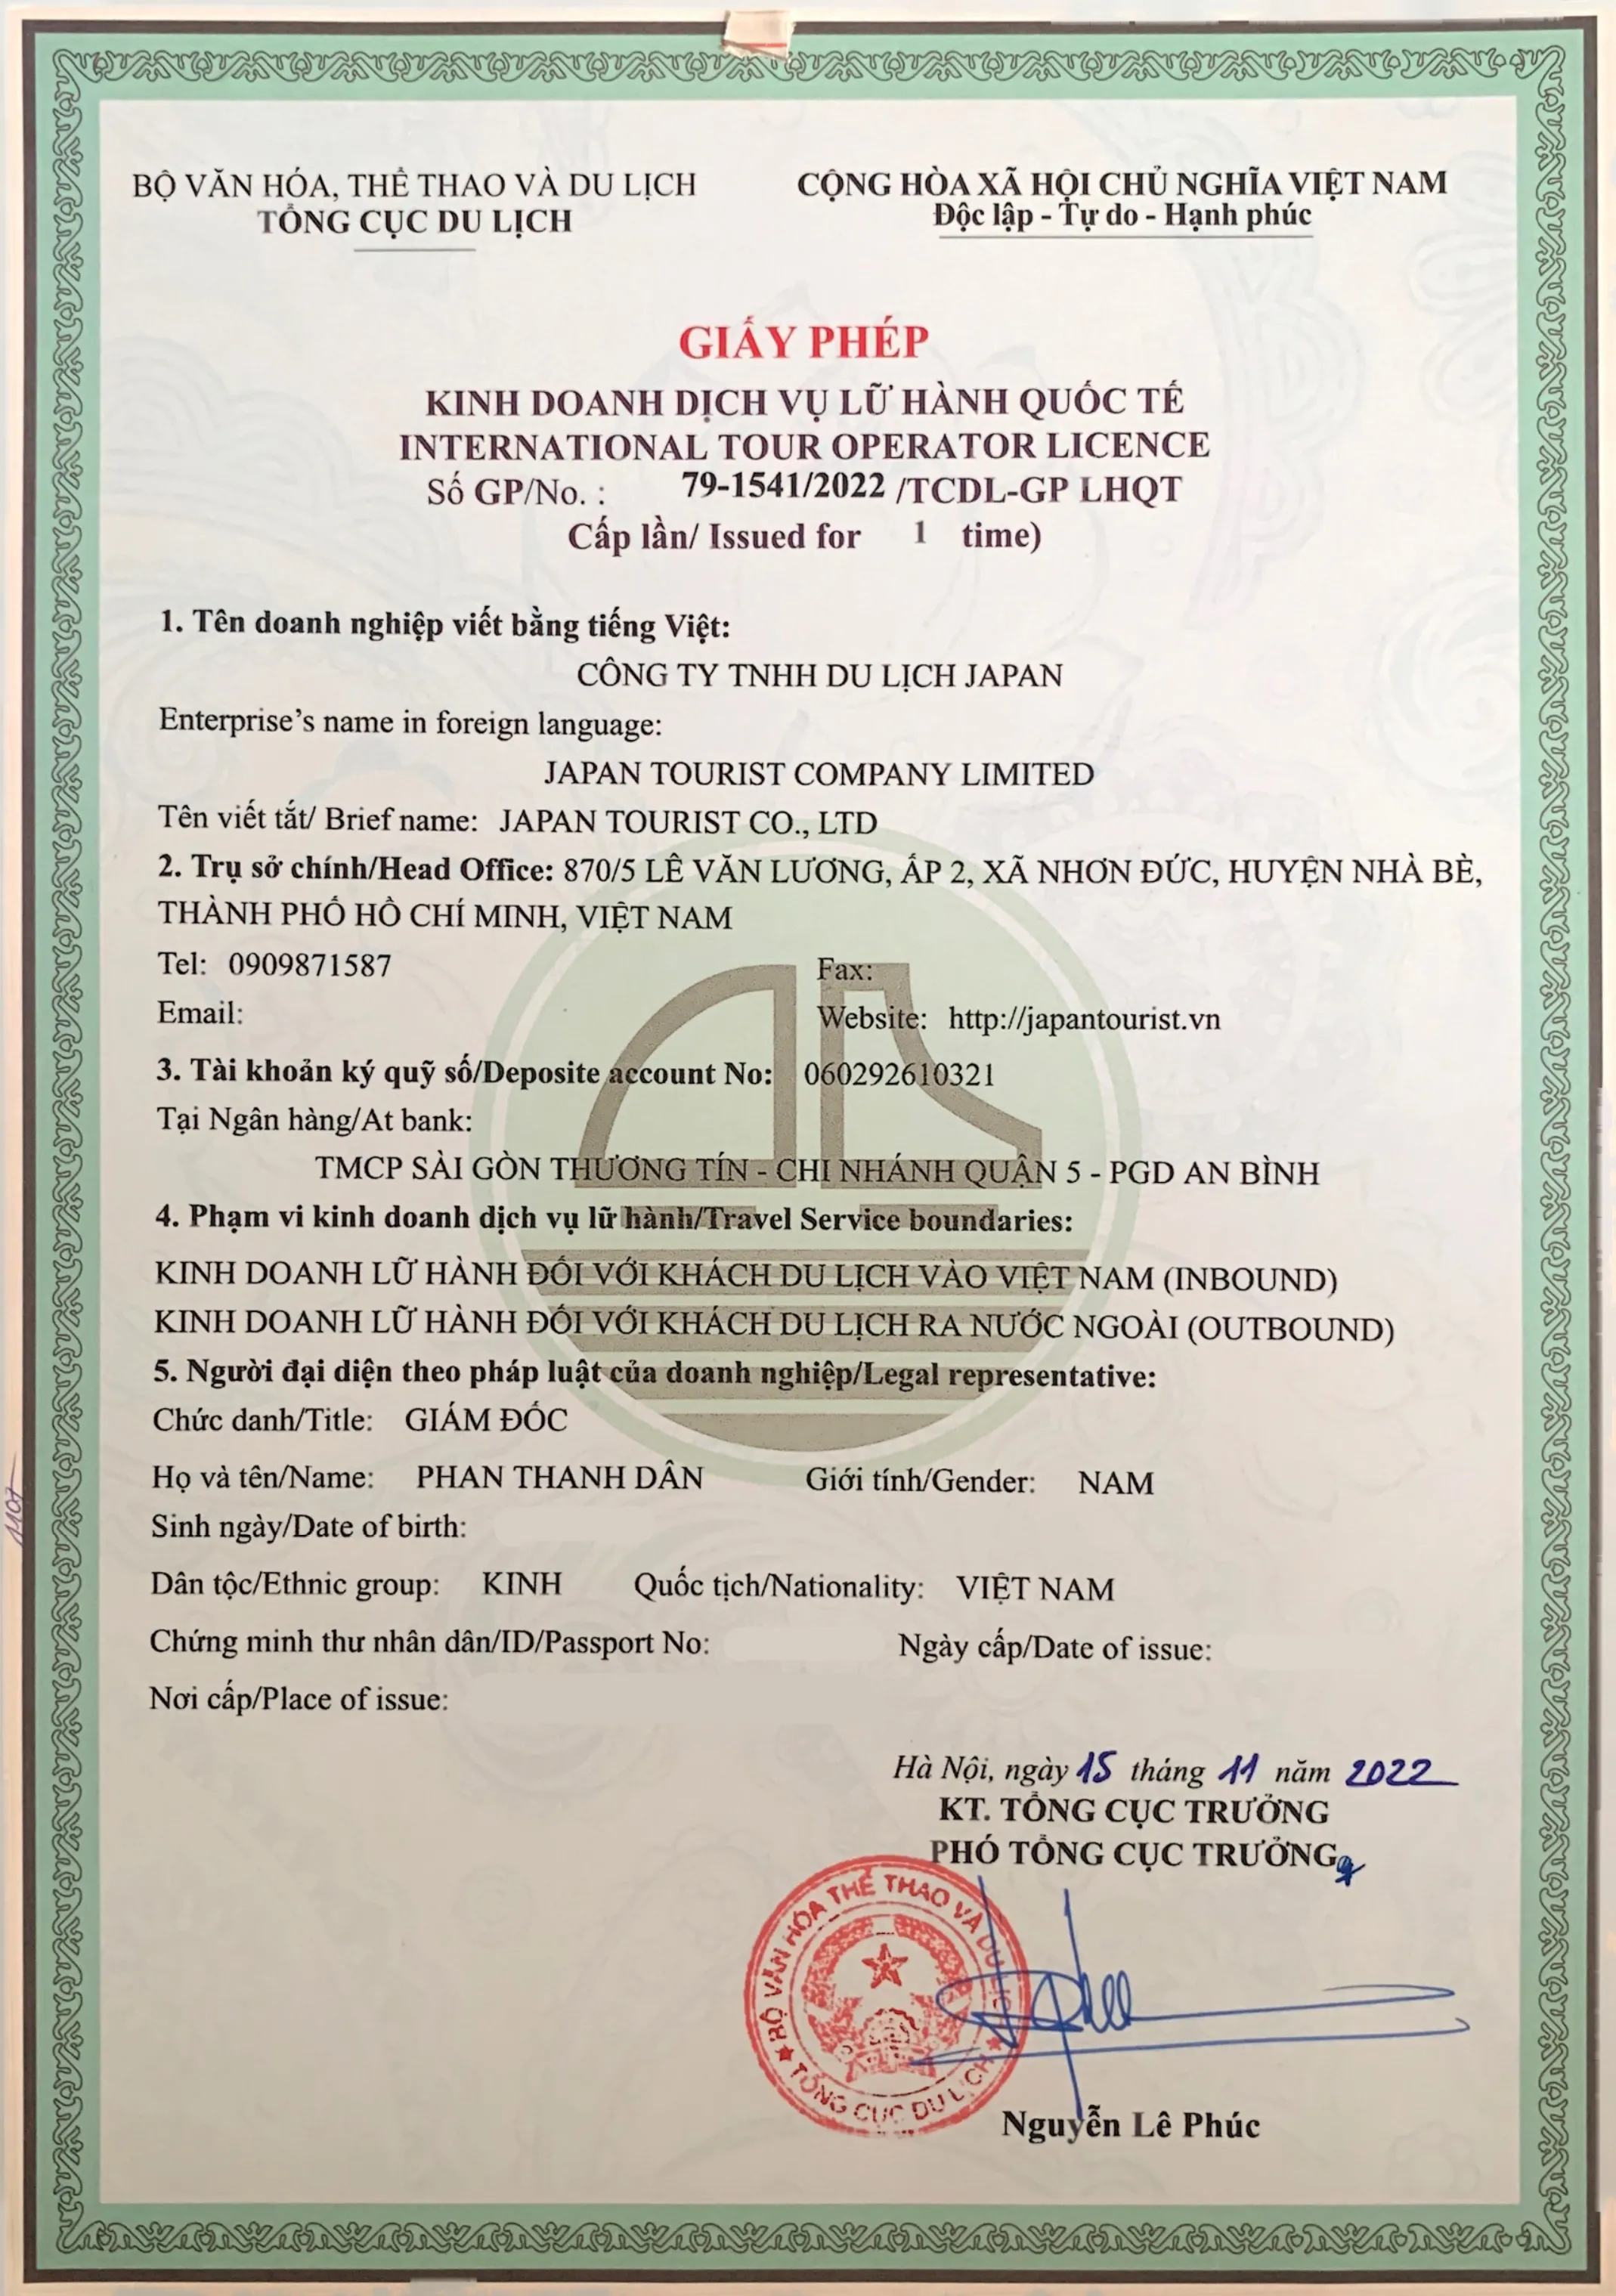 BỘ VĂN HÓA, THỂ THAO VÀ DU LỊCH
TỔNG CỤC DU LỊCH
CỘNG HÒA XÃ HỘI CHỦ NGHĨA VIỆT NAM
Độc lập - Tự do - Hạnh phúc
GIẤY PHÉP
KINH DOANH DỊCH VỤ LỮ HÀNH QUỐC TẾ
INTERNATIONAL TOUR OPERATOR LICENCE
Số GP/No. : 79-1541/2022 /TCDL-GP LHQT
Cấp lần/ Issued for 1 time)
1. Tên doanh nghiệp viết bằng tiếng Việt:
CÔNG TY TNHH DU LỊCH JAPAN
Enterprise’s name in foreign language:
JAPAN TOURIST COMPANY LIMITED
Tên viết tắt/ Brief name: JAPAN TOURIST CO., LTD
2. Trụ sở chính/Head Office: 870/5 LÊ VĂN LƯƠNG, ẤP 2, XÃ NHƠN ĐỨC, HUYỆN NHÀ BÈ,
THÀNH PHỐ HỒ CHÍ MINH, VIỆT NAM
Tel: 0909871587 Fax:
Email: Website: http://japantourist.vn
3. Tài khoản ký quỹ số/Deposite account No: 060292610321
Tại Ngân hàng/At bank:
TMCP SÀI GÒN THƯƠNG TÍN - CHI NHÁNH QUẬN 5 - PGD AN BÌNH
4. Phạm vi kinh doanh dịch vụ lữ hành/Travel Service boundaries:
KINH DOANH LỮ HÀNH ĐỐI VỚI KHÁCH DU LỊCH VÀO VIỆT NAM (INBOUND)
KINH DOANH LỮ HÀNH ĐỐI VỚI KHÁCH DU LỊCH RA NƯỚC NGOÀI (OUTBOUND)
5. Người đại diện theo pháp luật của doanh nghiệp/Legal representative:
Chức danh/Title: GIÁM ĐỐC
Họ và tên/Name: PHAN THANH DÂN Giới tính/Gender: NAM
Sinh ngày/Date of birth:
Dân tộc/Ethnic group: KINH Quốc tịch/Nationality: VIỆT NAM
Chứng minh thư nhân dân/ID/Passport No: Ngày cấp/Date of issue:
Nơi cấp/Place of issue:
Hà Nội, ngày 15 tháng 11 năm 2022
KT. TỔNG CỤC TRƯỞNG
PHÓ TỔNG CỤC TRƯỞNG
BỘ VĂN HÓA THỂ THAO VÀ DU LỊCH
TỔNG CỤC DU LỊCH
Nguyễn Lê Phúc
1107